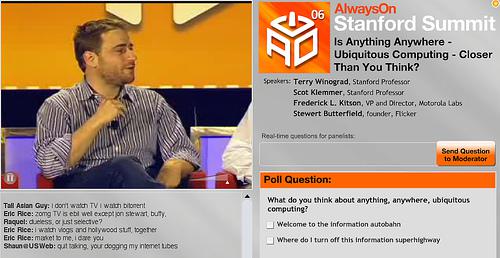 06
AlwaysOn
Stanford Summit
Is Anything Anywhere -
Ubiquitous Computing - Closer
Than You Think?
Speakers: Terry Winograd, Stanford Professor
Scot Klemmer, Stanford Professor
Frederick L. Kitson, VP and Director, Motorola Labs
Stewert Butterfield, founder, Flicker
Real-time questions for panelists:
Send Question
to Moderator
Poll Question:
What do you think about anything, anywhere, ubiquitous
computing?
Welcome to the information autobahn
Where do I turn off this information superhighway
Tall Asian Guy: i don't watch TV i watch bitorrent
Eric Rice: zomg TV is ebil well except jon stewart, buffy,
Raquel: dueless, or just selective?
Eric Rice: i watch vlogs and hollywood stuff, together
Eric Rice: market to me, i dare you
Shaun@USWeb: quit taking, your dogging my internet tubes